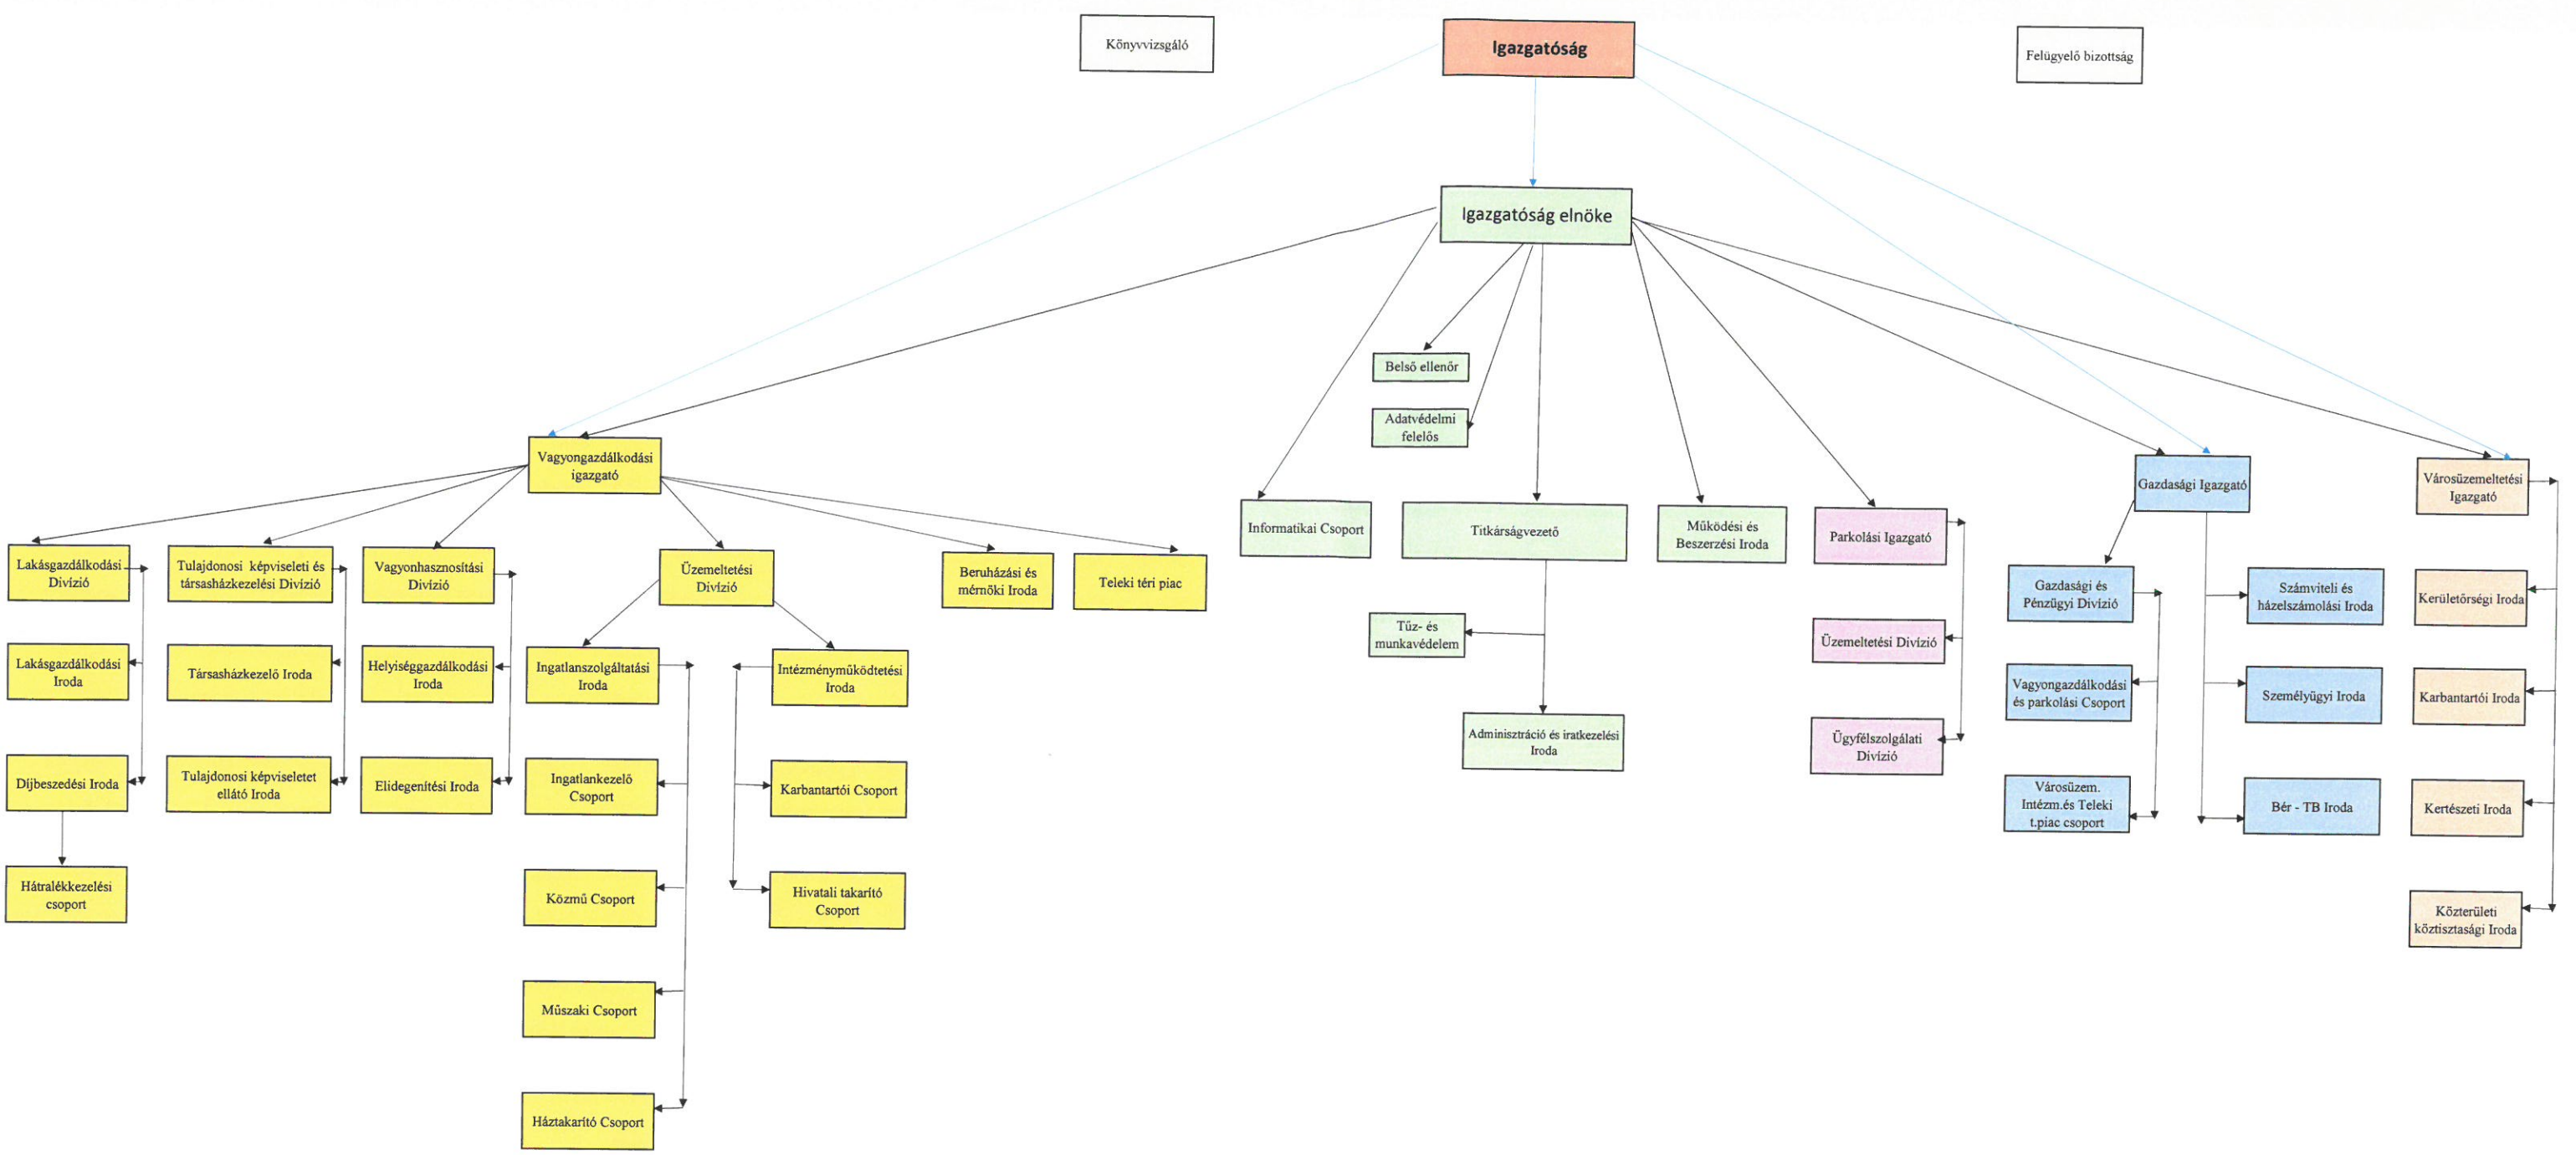 Könyvvizsgáló
Igazgatóság
Felügyelő bizottság
Igazgatóság elnöke
Belső ellenőr
Adatvédelmi
felelős
Vagyongazdálkodási
igazgató
Informatikai Csoport
Titkárságvezető
Működési és
Beszerzési Iroda
Parkolási Igazgató
Gazdasági Igazgató
Városüzemeltetési
Igazgató
Lakásgazdálkodási
Divízió
Tulajdonosi képviseleti és
társasházkezelési Divízió
Vagyonhasznosítási
Divízió
Üzemeltetési
Divízió
Beruházási és
mérnöki Iroda
Teleki téri piac
Gazdasági és
Pénzügyi Divízió
Számviteli és
házelszámolási Iroda
Kerületőrségi Iroda
Tűz- és
munkavédelem
Üzemeltetési Divízió
Lakásgazdálkodási
Iroda
Társasházkezelő Iroda
Helyiséggazdálkodási
Iroda
Ingatlanszolgáltatási
Iroda
Intézményműködtetési
Iroda
Vagyongazdálkodási
és parkolási Csoport
Személyügyi Iroda
Karbantartói Iroda
Adminisztráció és iratkezelési
Iroda
Ügyfélszolgálati
Divízió
Díjbeszedési Iroda
Tulajdonosi képviseletet
ellátó Iroda
Elidegenítési Iroda
Ingatlankezelő
Csoport
Karbantartói Csoport
Városüzem.
Intézm.és Teleki
t.piac csoport
Bér - TB Iroda
Kertészeti Iroda
Hátralékkezelési
csoport
Közmű Csoport
Hivatali takarító
Csoport
Közterületi
köztisztasági Iroda
Műszaki Csoport
Háztakarító Csoport